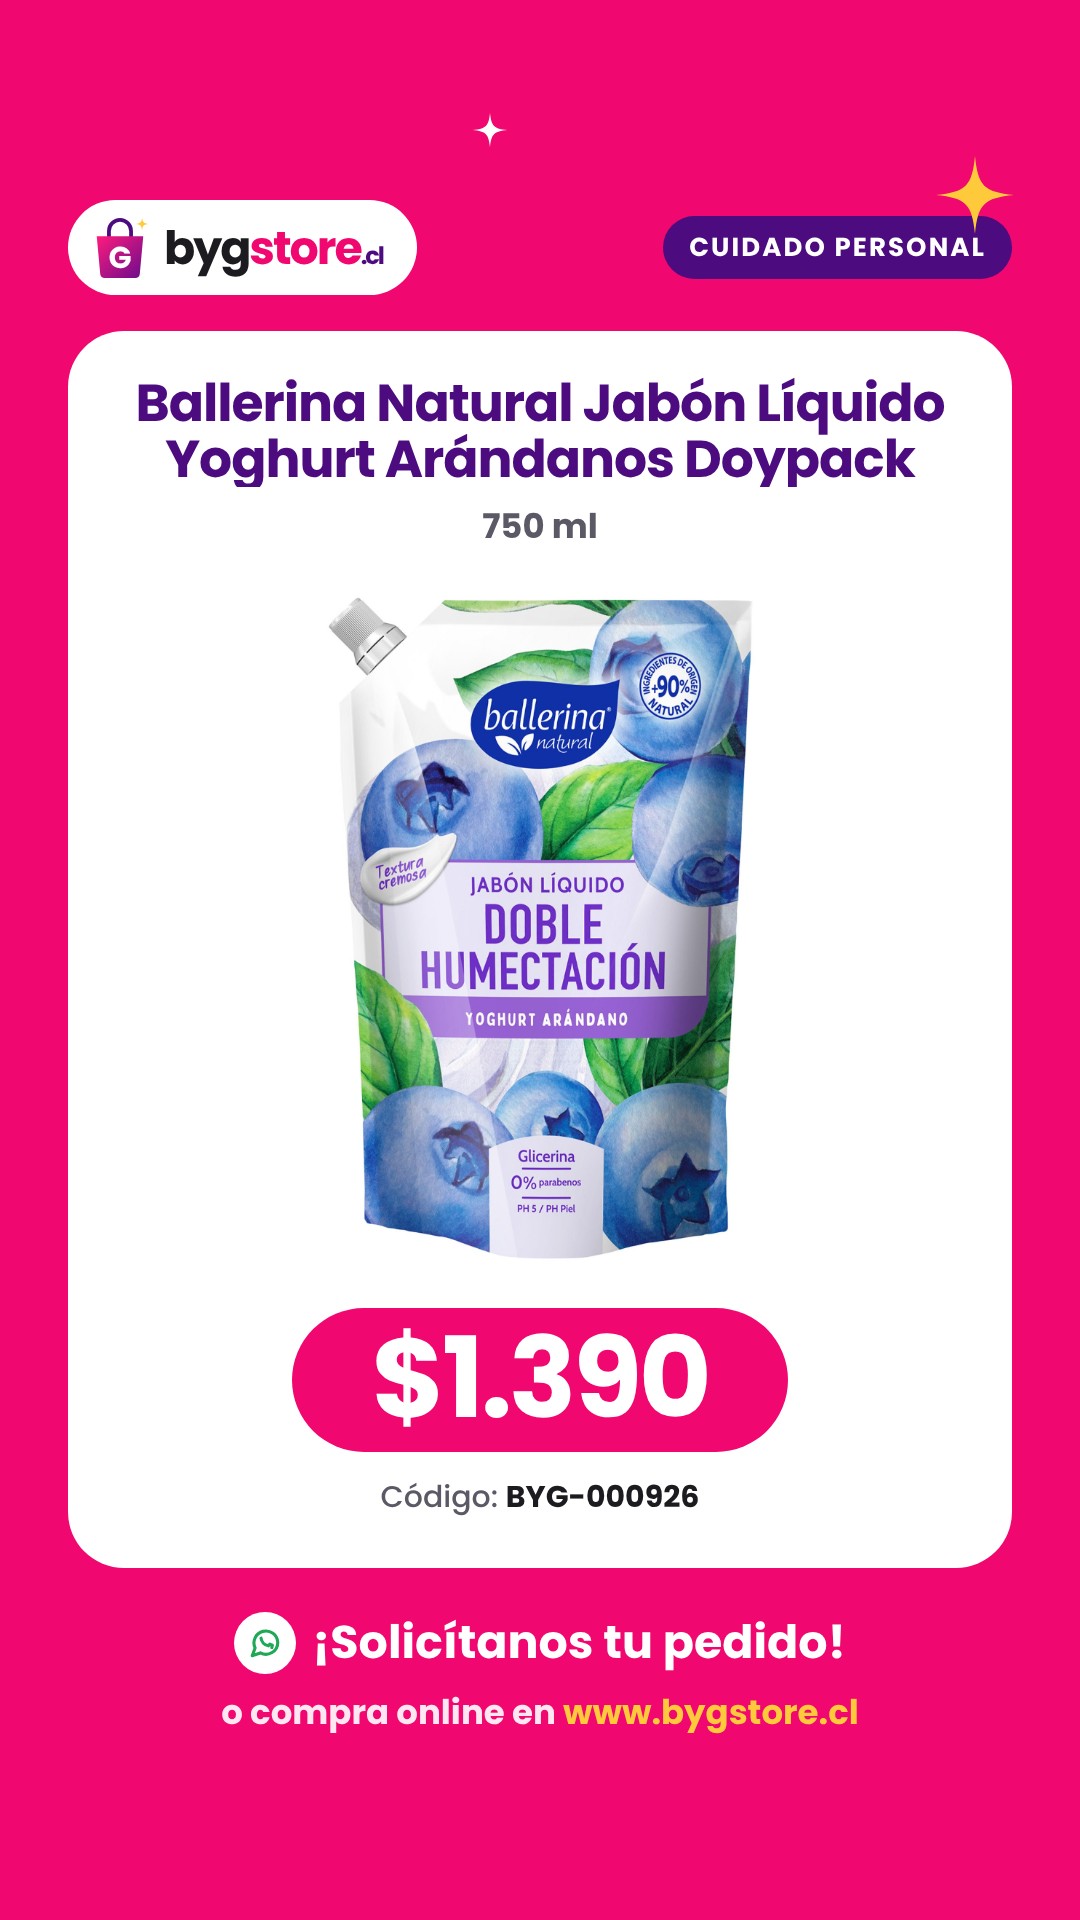 G bygstore.cl
CUIDADO PERSONAL
Ballerina Natural Jabón Líquido
Yoghurt Arándanos Doypack
750 ml
INGREDIENTES DE ORIGEN
+90%
NATURAL
ballerina®
natural
Textura
cremosa
JABÓN LÍQUIDO
DOBLE
HUMECTACIÓN
YOGHURT ARÁNDANO
Glicerina
0% parabenos
PH 5 / PH Piel
$1.390
Código: BYG-000926
¡Solicítanos tu pedido!
o compra online en www.bygstore.cl